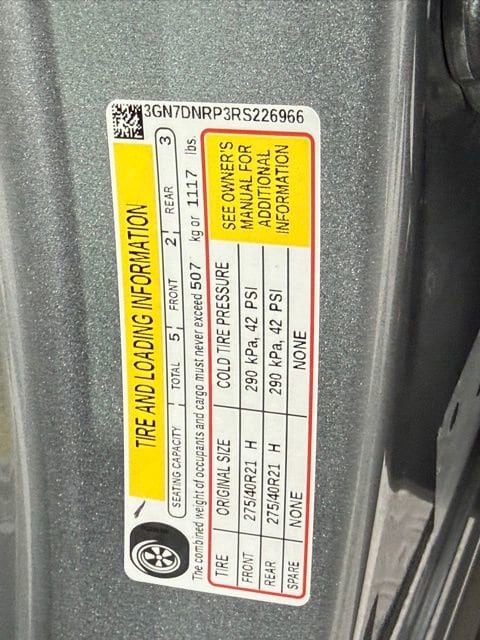 3GN7DNRP3RS226966
TIRE AND LOADING INFORMATION
SEATING CAPACITY TOTAL 5 FRONT 2 REAR 3
The combined weight of occupants and cargo must never exceed 507 kg or 1117 lbs.
TIRE ORIGINAL SIZE COLD TIRE PRESSURE
FRONT 275/40R21 H 290 kPa, 42 PSI
REAR 275/40R21 H 290 kPa, 42 PSI
SPARE NONE NONE
SEE OWNER'S
MANUAL FOR
ADDITIONAL
INFORMATION